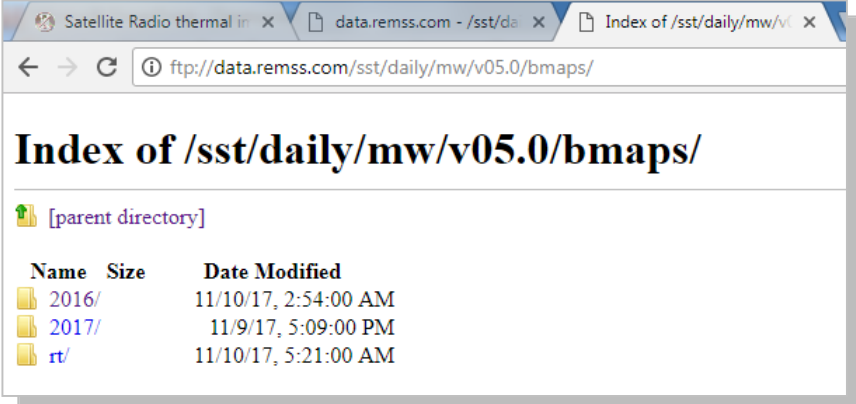 Satellite Radio thermal in
data.remss.com - /sst/da
Index of /sst/daily/mw/v0
ftp://data.remss.com/sst/daily/mw/v05.0/bmaps/
Index of /sst/daily/mw/v05.0/bmaps/
[parent directory]
Name Size Date Modified
2016/ 11/10/17, 2:54:00 AM
2017/ 11/9/17, 5:09:00 PM
rt/ 11/10/17, 5:21:00 AM